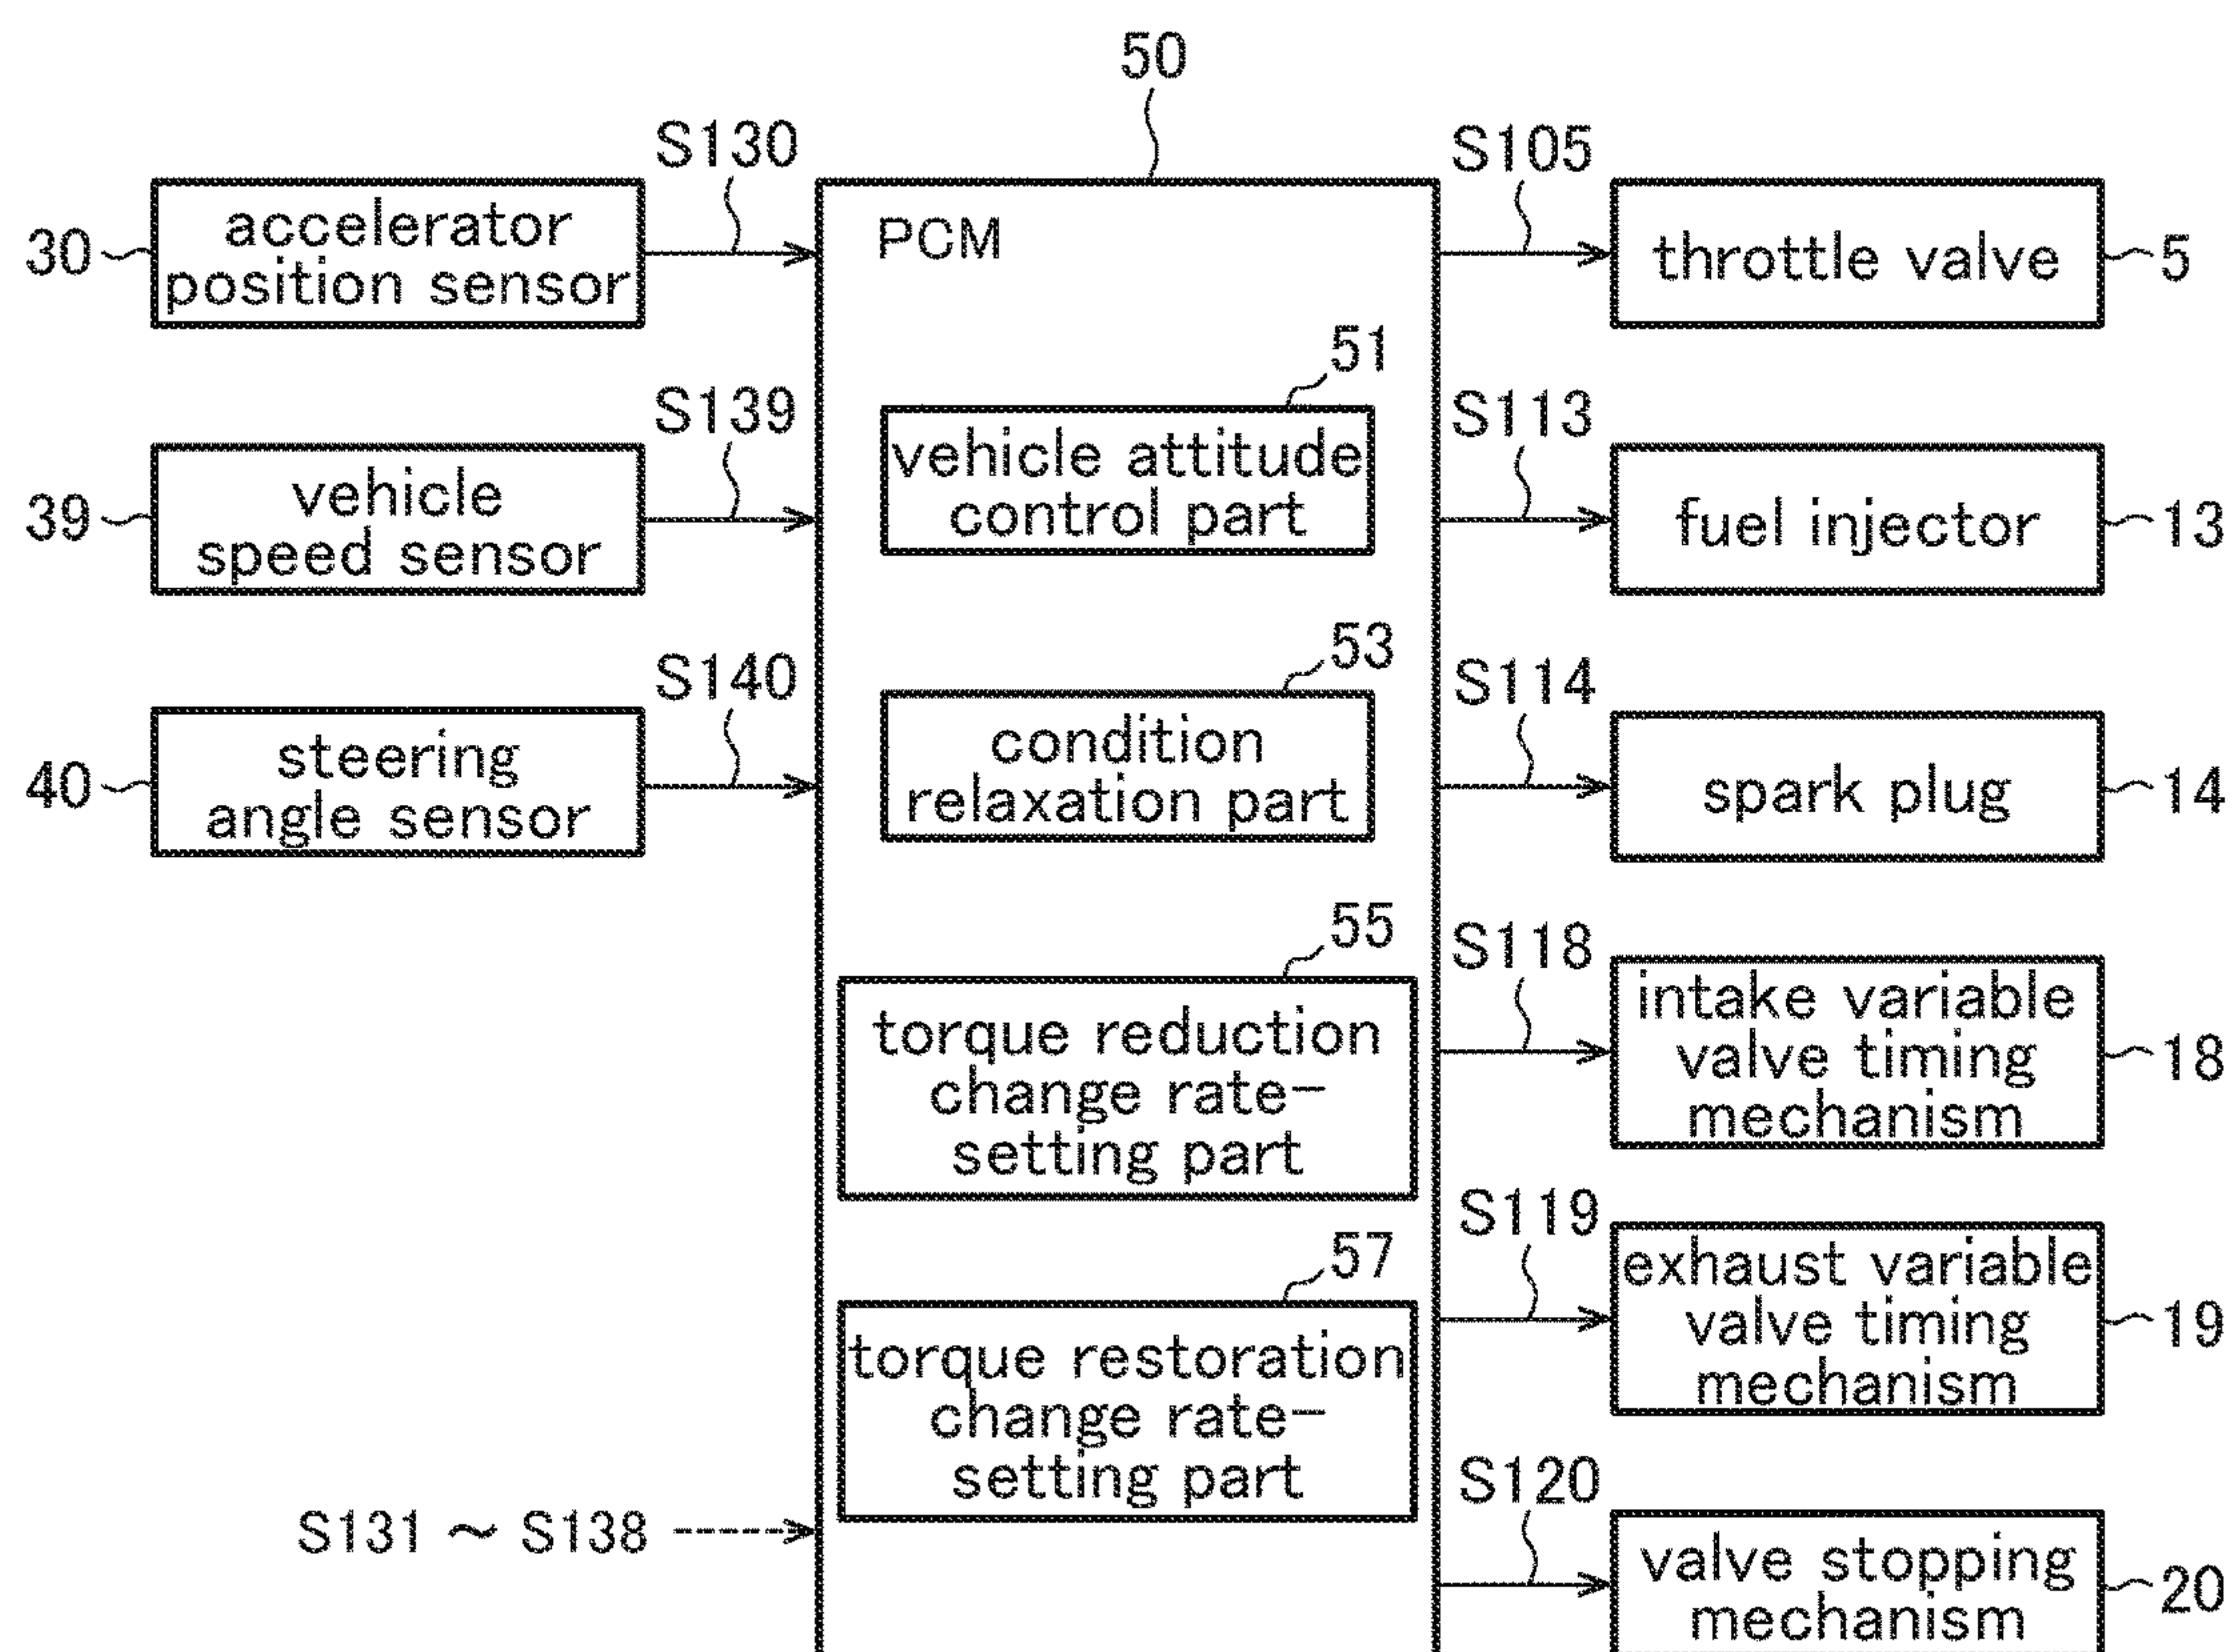 50
S130
S105
30
accelerator
position sensor
PCM
throttle valve
5
51
S139
S113
39
vehicle
speed sensor
vehicle attitude
control part
fuel injector
13
53
S140
S114
40
steering
angle sensor
condition
relaxation part
spark plug
14
55
S118
torque reduction
change rate-
setting part
intake variable
valve timing
mechanism
18
57
S119
torque restoration
change rate-
setting part
exhaust variable
valve timing
mechanism
19
S131 ~ S138
S120
valve stopping
mechanism
20